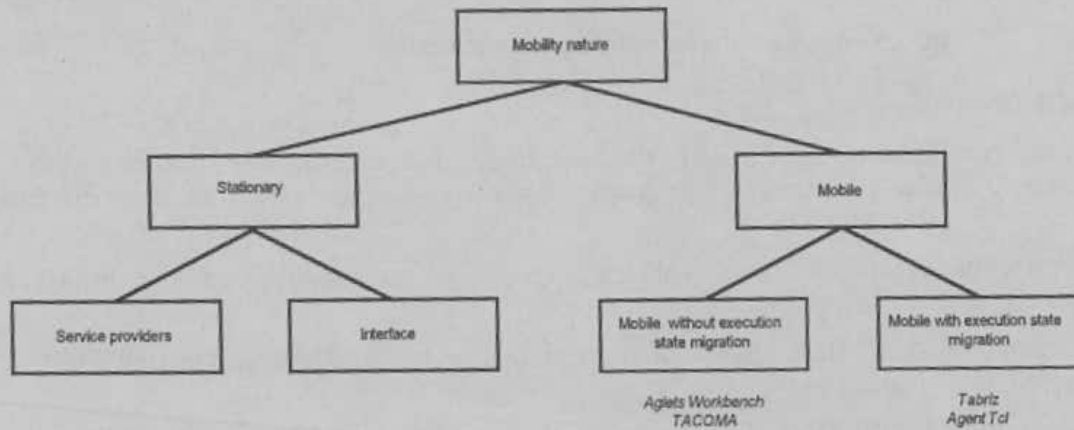 Mobility nature
Stationary
Mobile
Service providers
Interface
Mobile without execution
state migration
Mobile with execution state
migration
Aglets Workbench
TACOMA
Tabriz
Agent Tcl